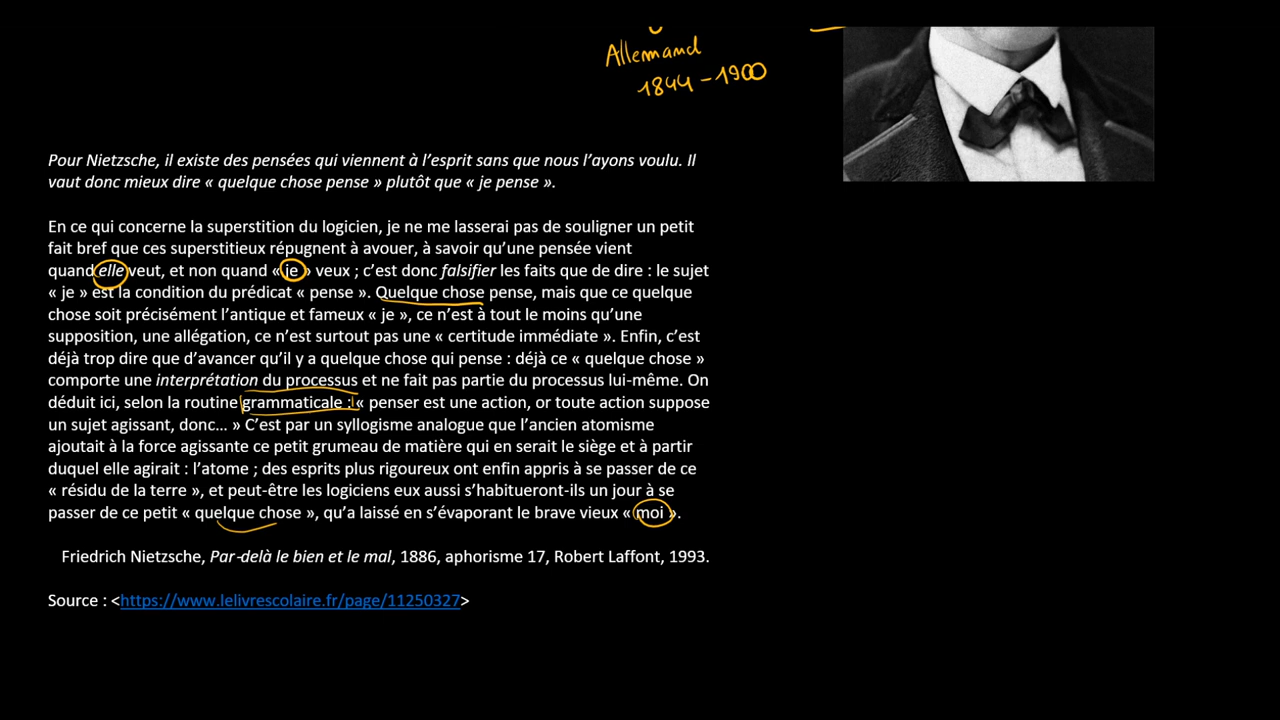 Allemand
1844 - 1900
Pour Nietzsche, il existe des pensées qui viennent à l'esprit sans que nous l'ayons voulu. Il
vaut donc mieux dire « quelque chose pense » plutôt que « je pense ».
En ce qui concerne la superstition du logicien, je ne me lasserai pas de souligner un petit
fait bref que ces superstitieux répugnent à avouer, à savoir qu'une pensée vient
quand elle veut, et non quand « je » veux ; c'est donc falsifier les faits que de dire : le sujet
« je » est la condition du prédicat « pense ». Quelque chose pense, mais que ce quelque
chose soit précisément l'antique et fameux « je », ce n'est à tout le moins qu'une
supposition, une allégation, ce n'est surtout pas une « certitude immédiate ». Enfin, c'est
déjà trop dire que d'avancer qu'il y a quelque chose qui pense : déjà ce « quelque chose »
comporte une interprétation du processus et ne fait pas partie du processus lui-même. On
déduit ici, selon la routine grammaticale : « penser est une action, or toute action suppose
un sujet agissant, donc... » C'est par un syllogisme analogue que l'ancien atomisme
ajoutait à la force agissante ce petit grumeau de matière qui en serait le siège et à partir
duquel elle agirait : l'atome ; des esprits plus rigoureux ont enfin appris à se passer de ce
« résidu de la terre », et peut-être les logiciens eux aussi s'habitueront-ils un jour à se
passer de ce petit « quelque chose », qu'a laissé en s'évaporant le brave vieux « moi ».
Friedrich Nietzsche, Par-delà le bien et le mal, 1886, aphorisme 17, Robert Laffont, 1993.
Source : <https://www.lelivrescolaire.fr/page/11250327>